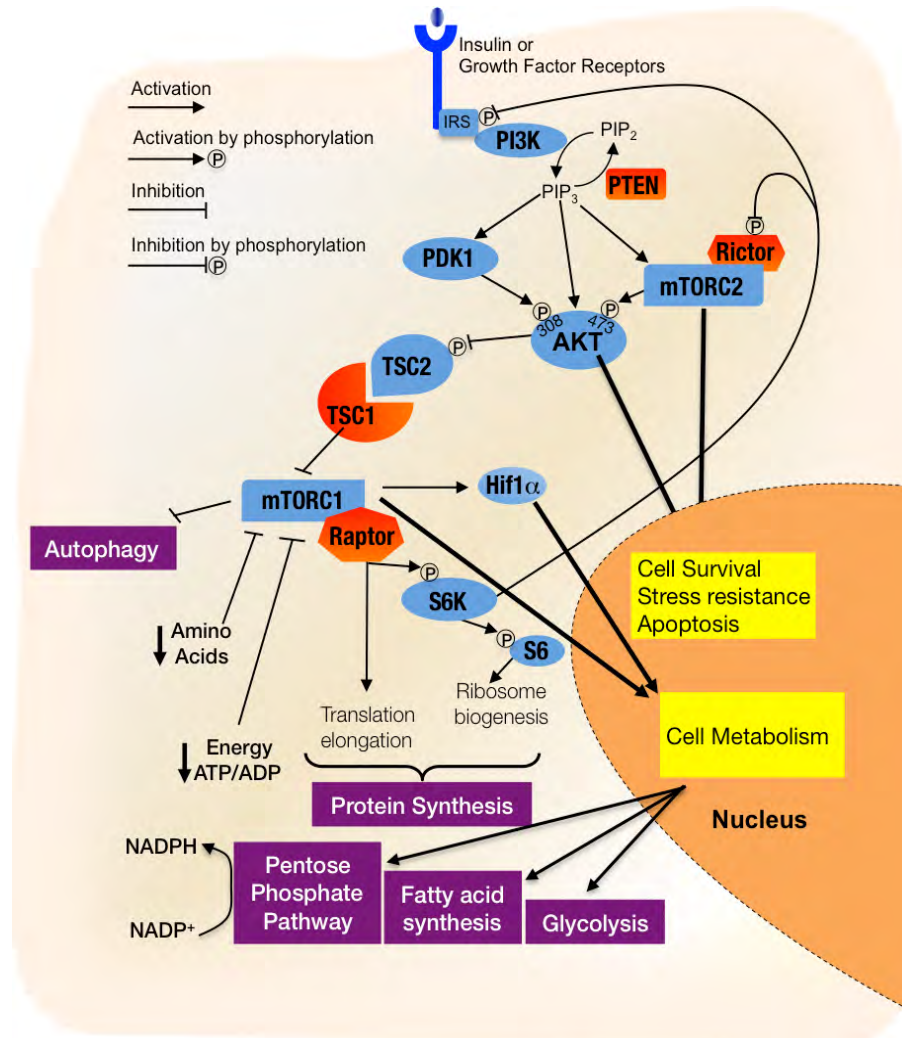 Insulin or
Growth Factor Receptors
Activation
Activation by phosphorylation
P
Inhibition
Inhibition by phosphorylation
P
IRS
P
PI3K
PIP2
PIP3
PTEN
P
Rictor
mTORC2
PDK1
P
P
308
473
AKT
P
TSC2
TSC1
mTORC1
Raptor
Hif1α
Autophagy
P
S6K
P
S6
Amino
Acids
Energy
ATP/ADP
Translation
elongation
Ribosome
biogenesis
Protein Synthesis
Cell Survival
Stress resistance
Apoptosis
Cell Metabolism
Nucleus
NADPH
NADP+
Pentose
Phosphate
Pathway
Fatty acid
synthesis
Glycolysis